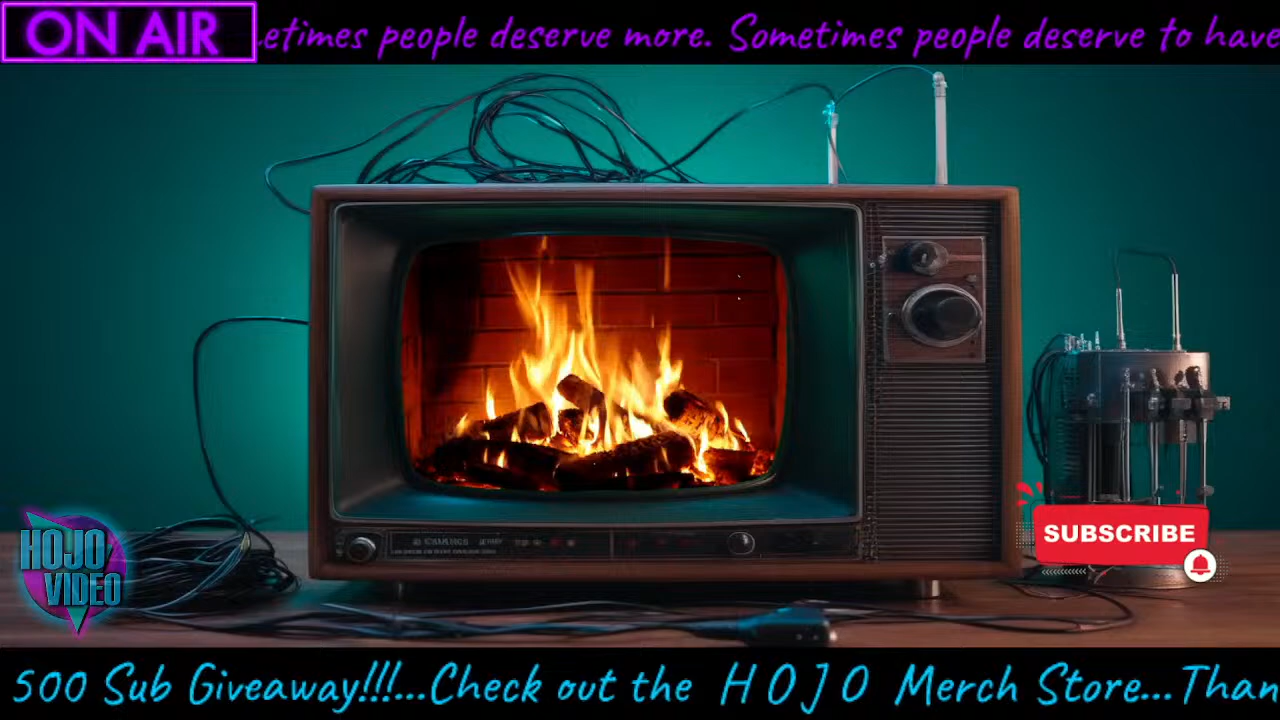 ON AIR
etimes people deserve more. Sometimes people deserve to have
HOJO
VIDEO
SUBSCRIBE
500 Sub Giveaway!!!...Check out the H O J O Merch Store...Than